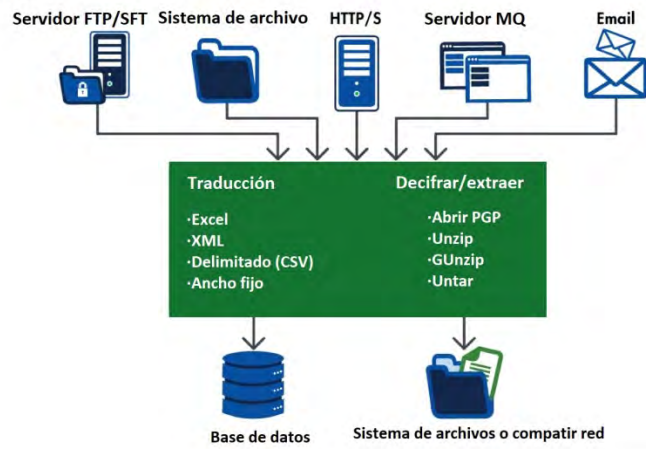 Servidor FTP/SFT
Sistema de archivo
HTTP/S
Servidor MQ
Email
Traducción
·Excel
·XML
·Delimitado (CSV)
·Ancho fijo
Decifrar/extraer
·Abrir PGP
·Unzip
·GUnzip
·Untar
Base de datos
Sistema de archivos o compatir red